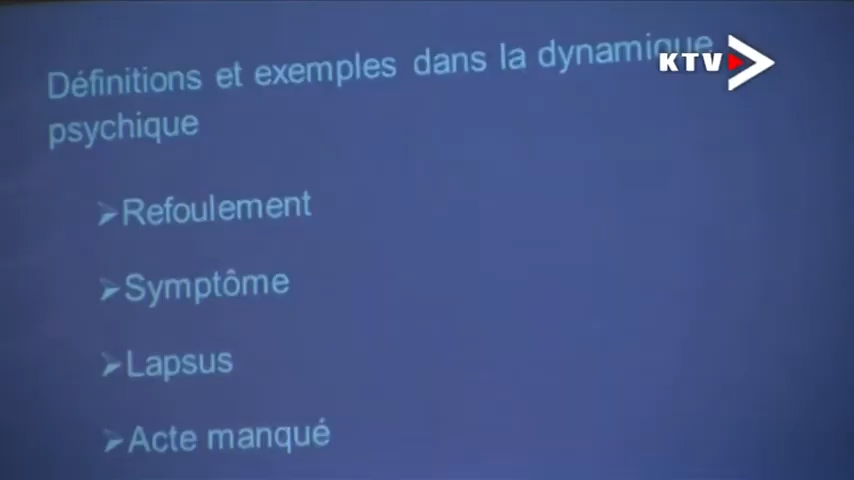 Définitions et exemples dans la dynamique
psychique
KTV
➢Refoulement
➢Symptôme
➢Lapsus
➢Acte manqué